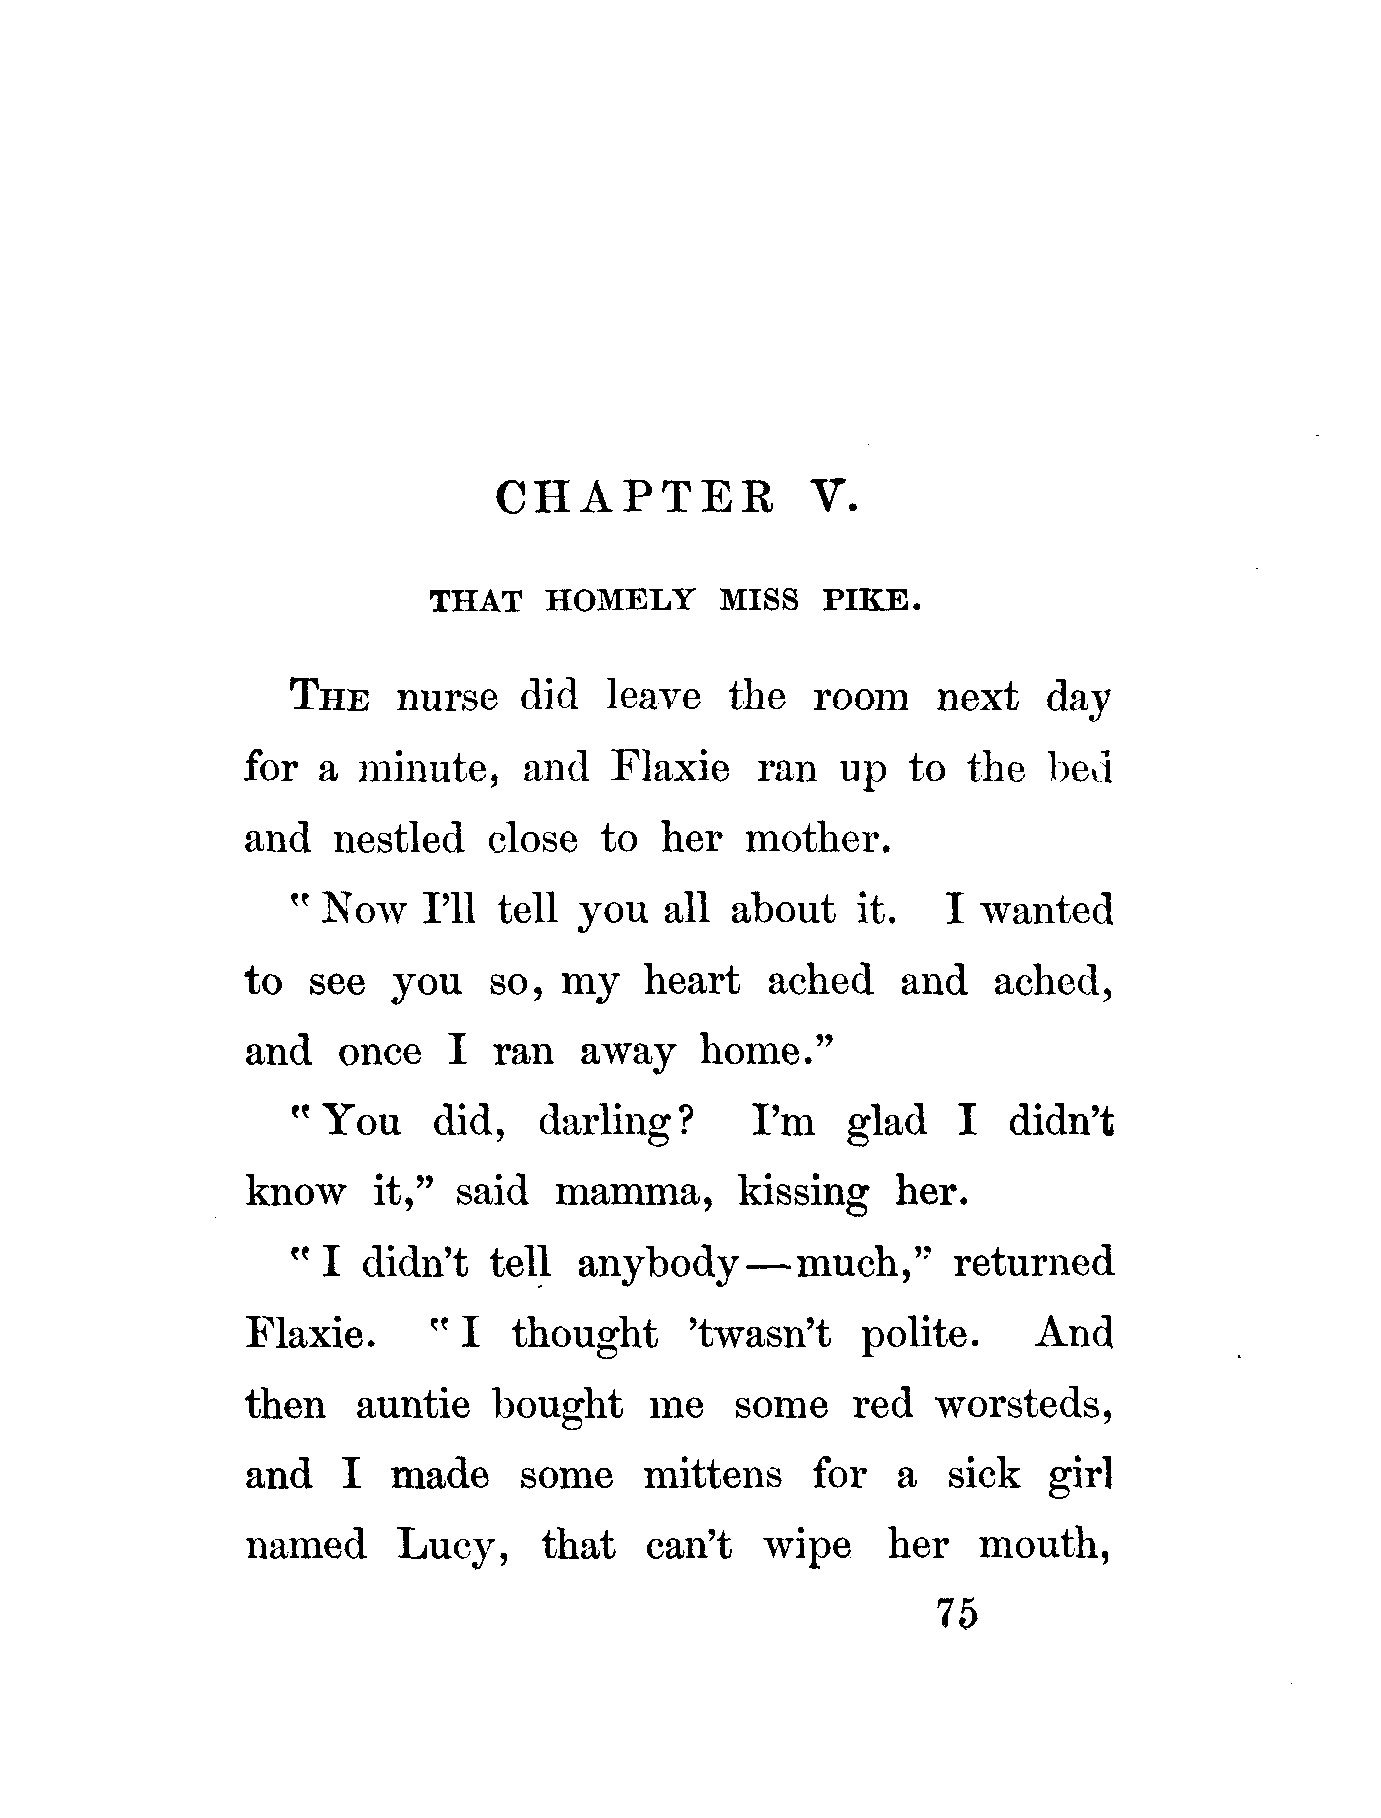 CHAPTER V.
THAT HOMELY MISS PIKE.
THE nurse did leave the room next day
for a minute, and Flaxie ran up to the bed
and nestled close to her mother.
“Now I’ll tell you all about it. I wanted
to see you so, my heart ached and ached,
and once I ran away home.”
“You did, darling? I’m glad I didn’t
know it,” said mamma, kissing her.
“I didn’t tell anybody—much,” returned
Flaxie. “I thought ’twasn’t polite. And
then auntie bought me some red worsteds,
and I made some mittens for a sick girl
named Lucy, that can’t wipe her mouth,
75